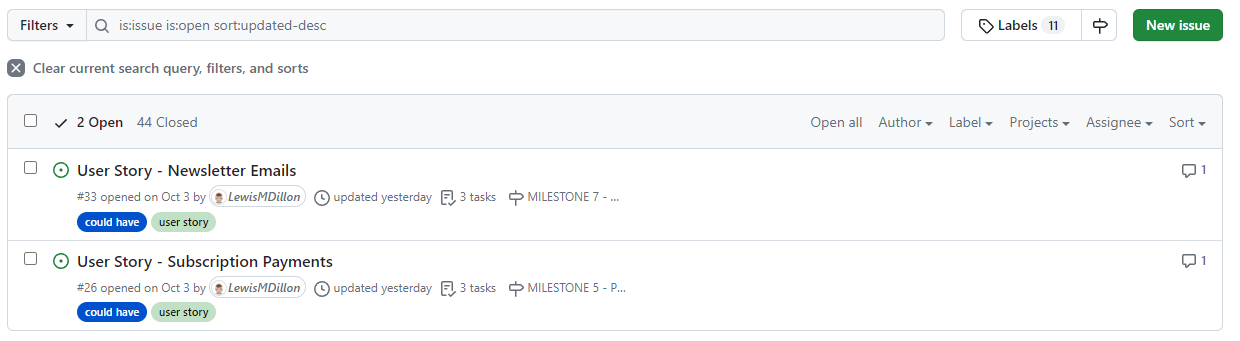 Filters is:issue is:open sort:updated-desc Labels 11 New issue
Clear current search query, filters, and sorts
2 Open 44 Closed Open all Author Label Projects Assignee Sort
User Story - Newsletter Emails 1
#33 opened on Oct 3 by LewisMDillon updated yesterday 3 tasks MILESTONE 7 - ...
could have user story
User Story - Subscription Payments 1
#26 opened on Oct 3 by LewisMDillon updated yesterday 3 tasks MILESTONE 5 - P...
could have user story